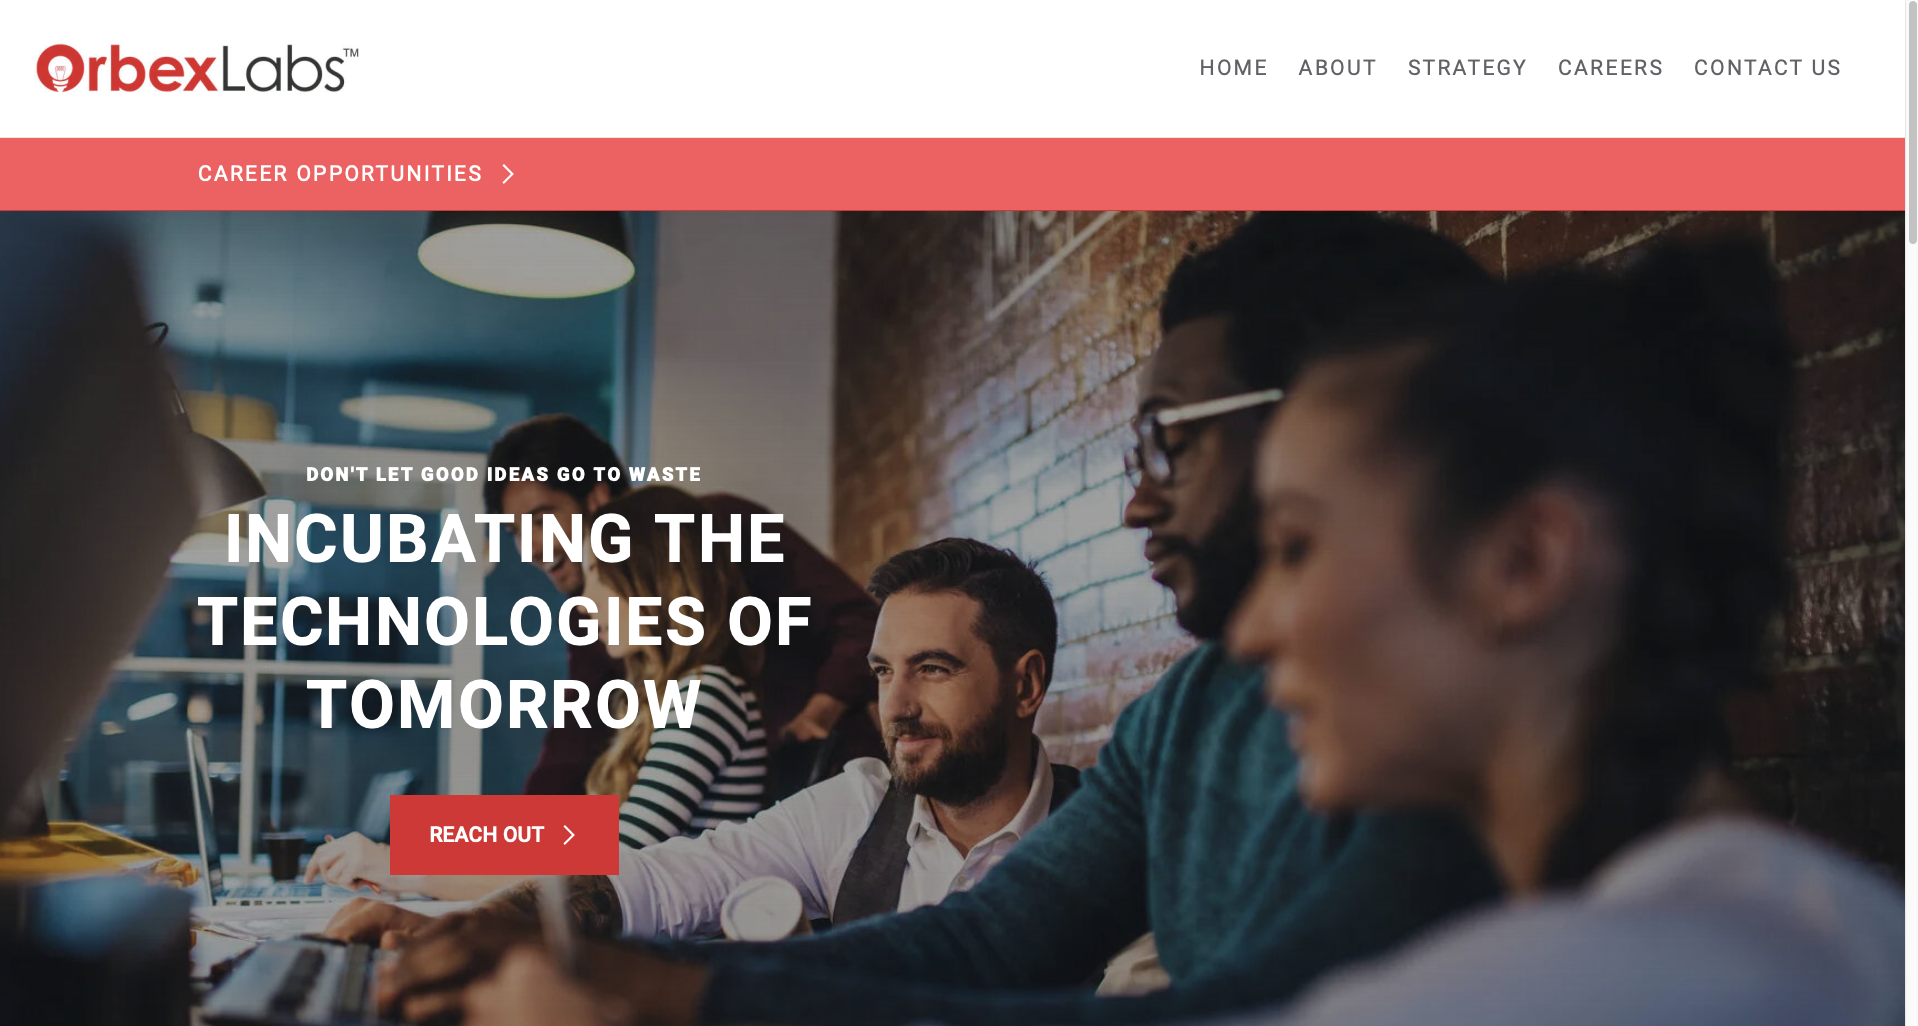 OrbexLabs™
HOME ABOUT STRATEGY CAREERS CONTACT US
CAREER OPPORTUNITIES
DON'T LET GOOD IDEAS GO TO WASTE
INCUBATING THE
TECHNOLOGIES OF
TOMORROW
REACH OUT